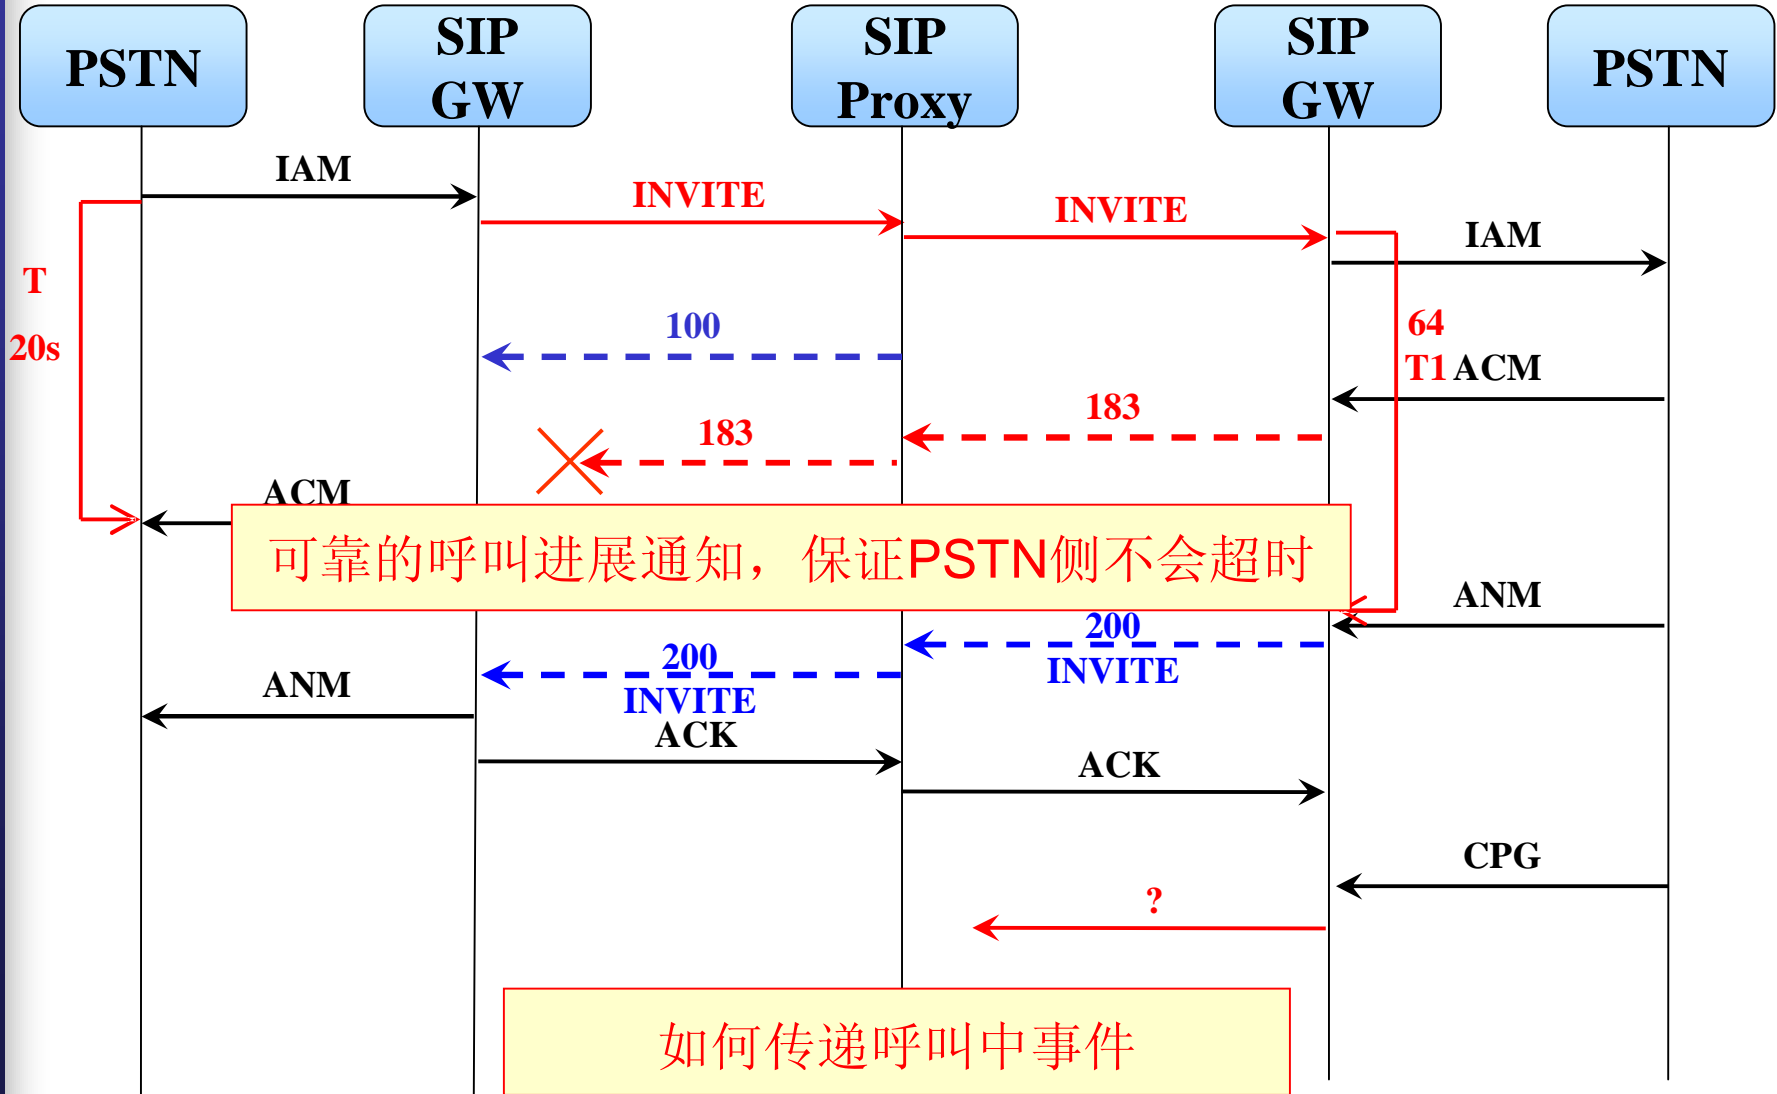 PSTN
SIP
GW
SIP
Proxy
SIP
GW
PSTN
IAM
INVITE
INVITE
IAM
T
20s
100
64
T1
ACM
183
183
ACM
可靠的呼叫进展通知，保证PSTN侧不会超时
ANM
200
INVITE
200
INVITE
ANM
ACK
ACK
CPG
?
如何传递呼叫中事件